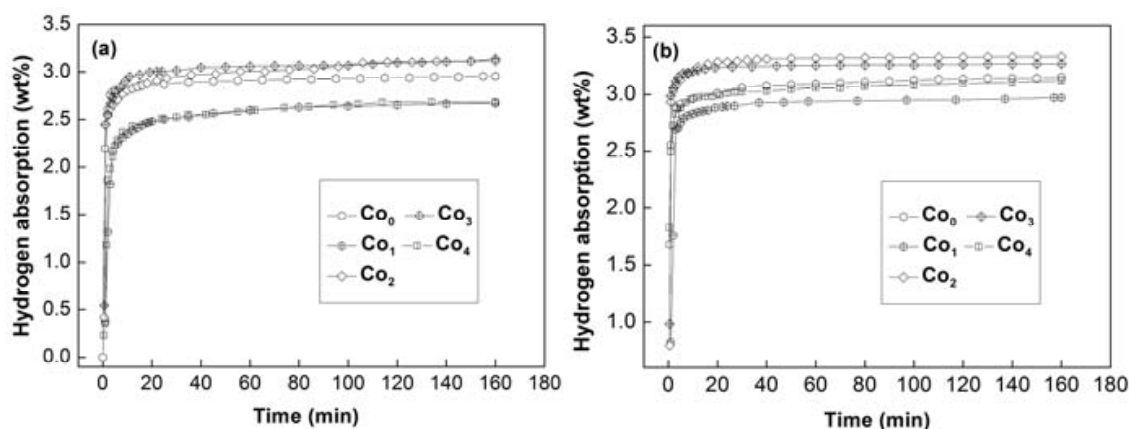 (a)
Hydrogen absorption (wt%)
3.5
3.0
2.5
2.0
1.5
1.0
0.5
0.0
Co₀ Co₃
Co₁ Co₄
Co₂
0 20 40 60 80 100 120 140 160 180
Time (min)
(b)
Hydrogen absorption (wt%)
3.5
3.0
2.5
2.0
1.5
1.0
Co₀ Co₃
Co₁ Co₄
Co₂
0 20 40 60 80 100 120 140 160 180
Time (min)